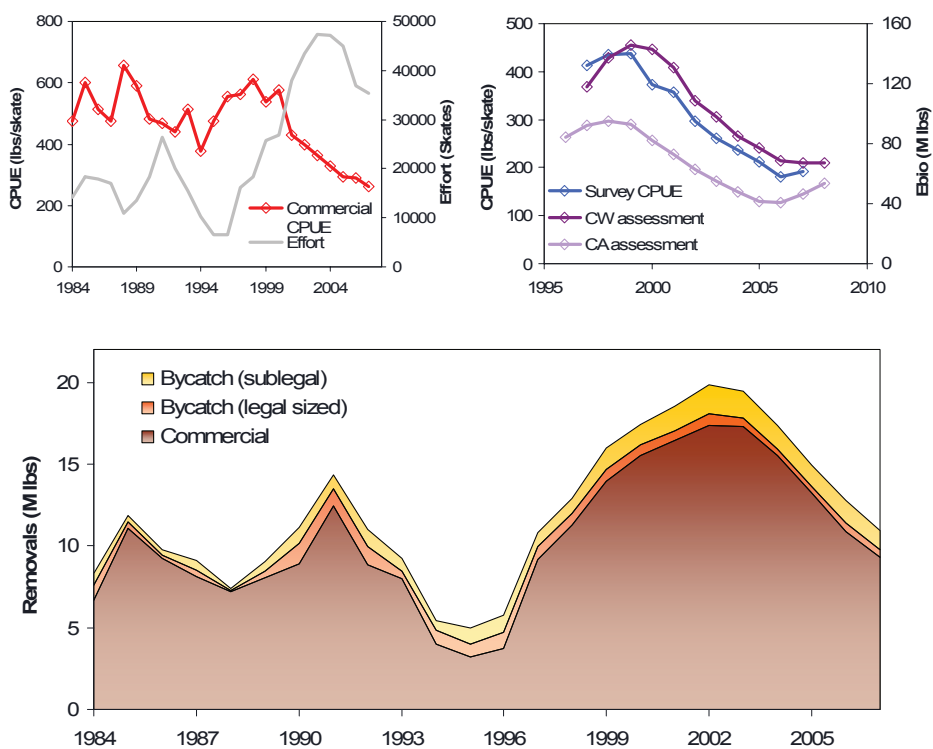 800
600
400
200
0
CPUE (lbs/skate)
50000
40000
30000
20000
10000
0
Effort (Skates)
Commercial
CPUE
Effort
1984 1989 1994 1999 2004
500
400
300
200
100
0
CPUE (lbs/skate)
160
120
80
40
0
Ebio (M lbs)
Survey CPUE
CW assessment
CA assessment
1995 2000 2005 2010
20
15
10
5
0
Removals (M lbs)
Bycatch (sublegal)
Bycatch (legal sized)
Commercial
1984 1987 1990 1993 1996 1999 2002 2005